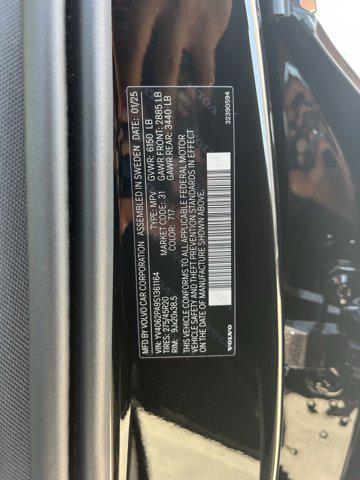 MFD BY VOLVO CAR CORPORATION ASSEMBLED IN SWEDEN DATE: 01/25
GVWR: 6150 LB
GAWR FRONT: 2885 LB
GAWR REAR: 3440 LB
VIN: YV4062PA9S1361164 TYPE: MPV
TIRES: 275/45R20 MARKET CODE: 31
RIM: 9Jx20x38.5 COLOR: 717
THIS VEHICLE CONFORMS TO ALL APPLICABLE FEDERAL MOTOR
VEHICLE SAFETY AND THEFT PREVENTION STANDARDS IN EFFECT
ON THE DATE OF MANUFACTURE SHOWN ABOVE.
VOLVO 32390594